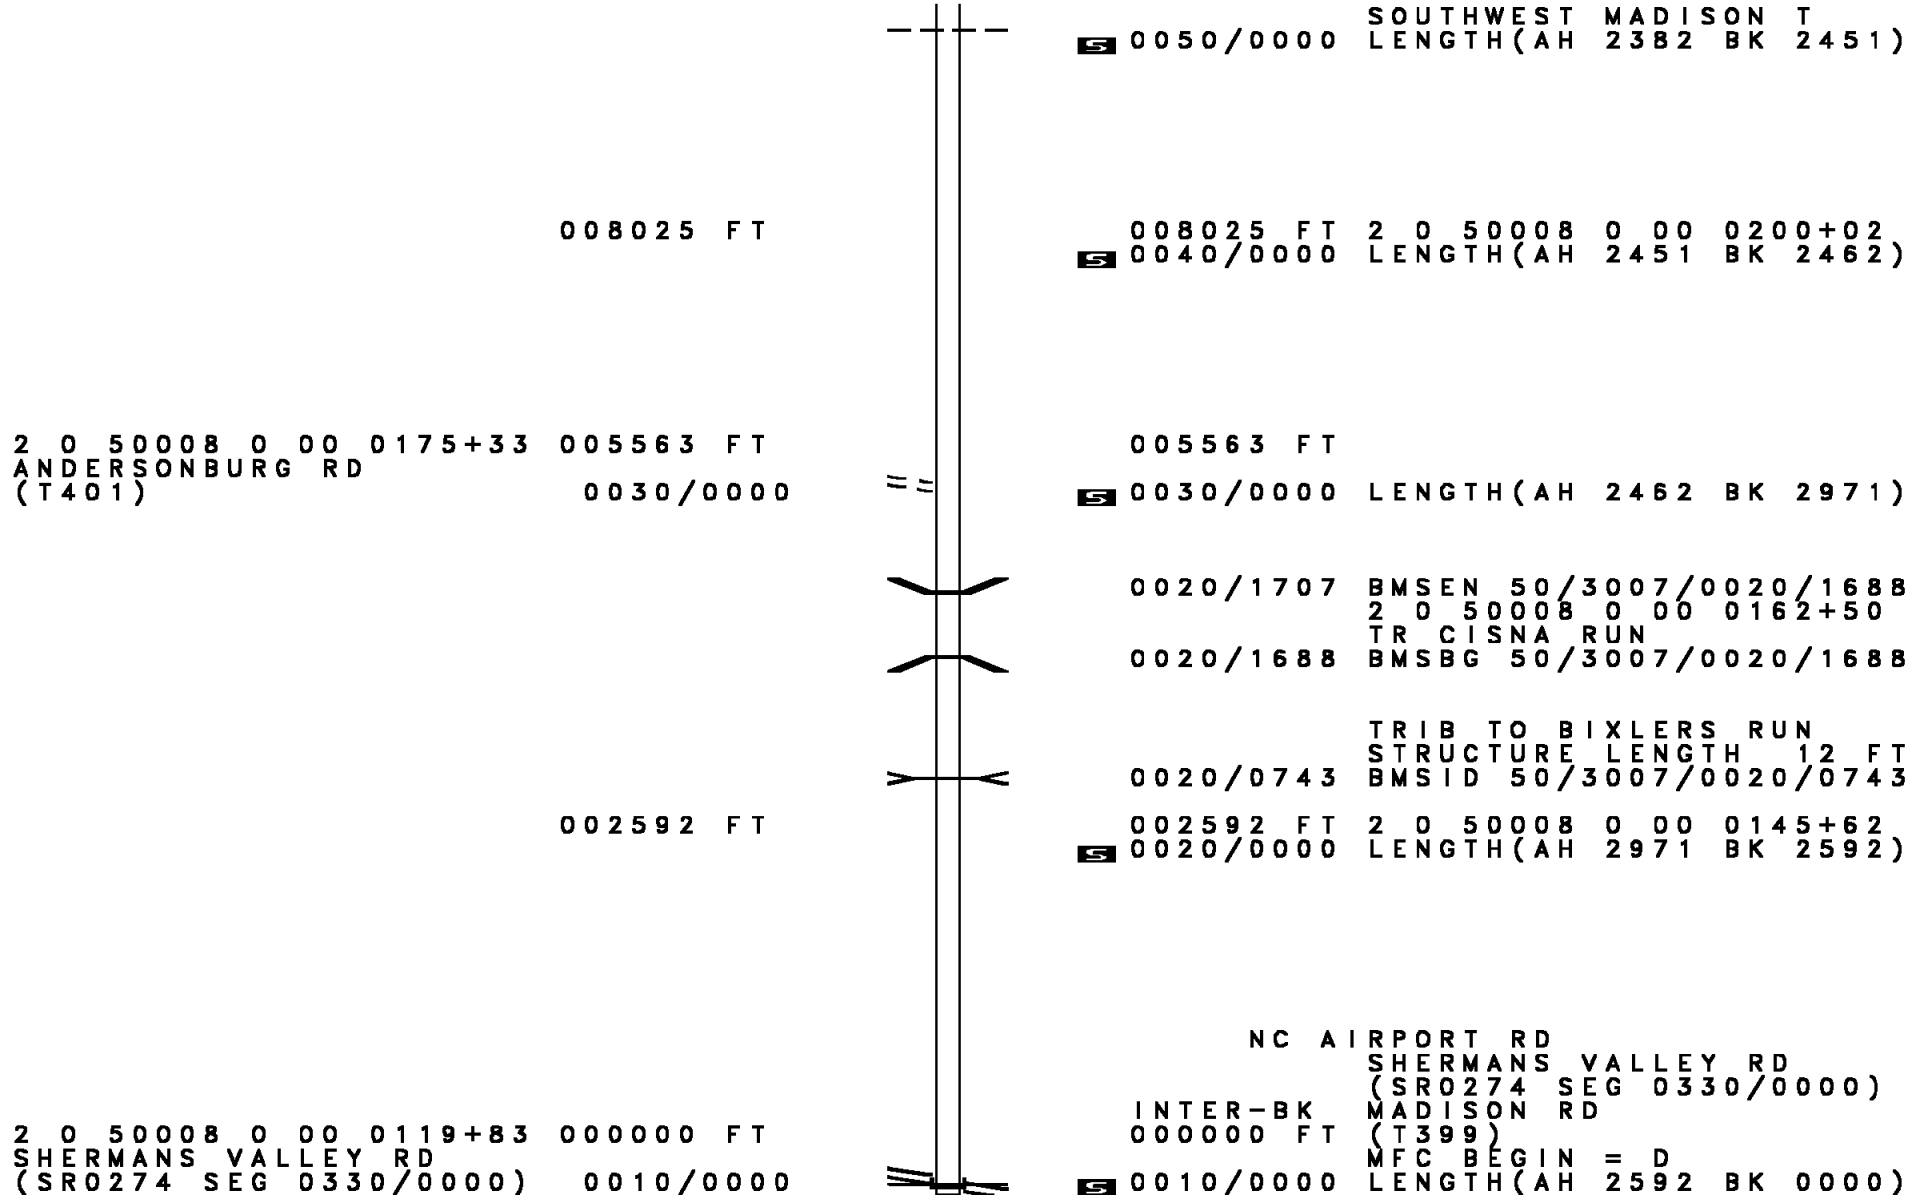 SOUTHWEST MADISON T
S 0050/0000 LENGTH(AH 2382 BK 2451)
008025 FT 008025 FT 2 0 50008 0 00 0200+02
S 0040/0000 LENGTH(AH 2451 BK 2462)
2 0 50008 0 00 0175+33 005563 FT 005563 FT
ANDERSONBURG RD
(T401) 0030/0000 S 0030/0000 LENGTH(AH 2462 BK 2971)
0020/1707 BMSEN 50/3007/0020/1688
2 0 50008 0 00 0162+50
TR CISNA RUN
0020/1688 BMSBG 50/3007/0020/1688
TRIB TO BIXLERS RUN
STRUCTURE LENGTH 12 FT
0020/0743 BMSID 50/3007/0020/0743
002592 FT 002592 FT 2 0 50008 0 00 0145+62
S 0020/0000 LENGTH(AH 2971 BK 2592)
NC AIRPORT RD
SHERMANS VALLEY RD
(SR0274 SEG 0330/0000)
INTER-BK MADISON RD
2 0 50008 0 00 0119+83 000000 FT 000000 FT (T399)
SHERMANS VALLEY RD MFC BEGIN = D
(SR0274 SEG 0330/0000) 0010/0000 S 0010/0000 LENGTH(AH 2592 BK 0000)